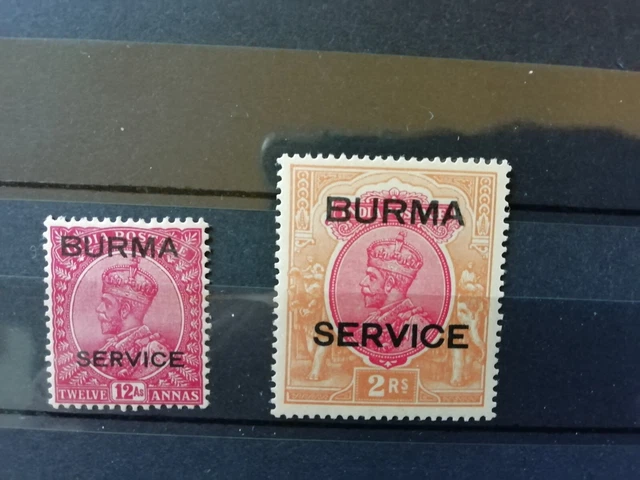 BURMA
SERVICE
TWELVE 12As ANNAS
BURMA
SERVICE
2 RS